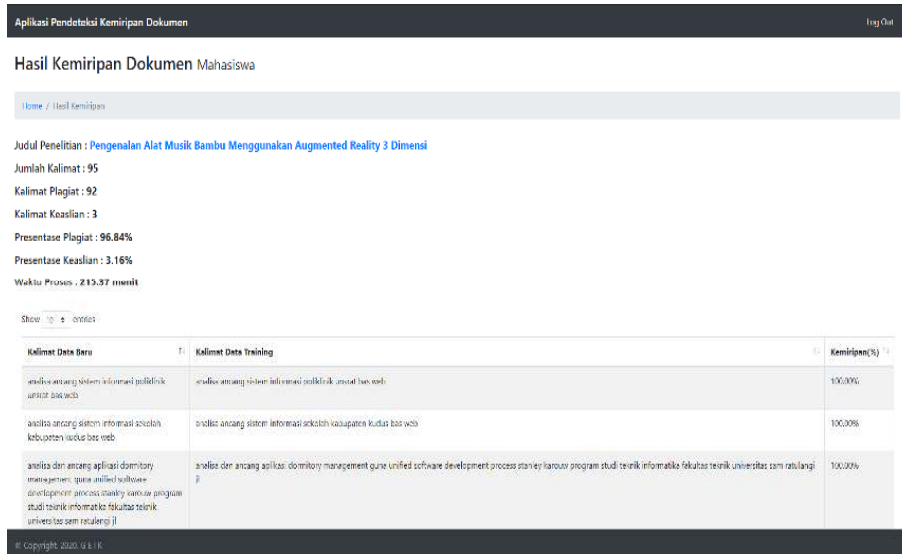 Aplikasi Pendeteksi Kemiripan Dokumen
Log Out
Hasil Kemiripan Dokumen Mahasiswa
Home / Hasil Kemiripan
Judul Penelitian : Pengenalan Alat Musik Bambu Menggunakan Augmented Reality 3 Dimensi
Jumlah Kalimat : 95
Kalimat Plagiat : 92
Kalimat Keaslian : 3
Presentase Plagiat : 96.84%
Presentase Keaslian : 3.16%
Waktu Proses : 215.37 menit
Show 10 entries
Kalimat Data Baru
Kalimat Data Training
Kemiripan(%)
analisa ancang sistem informasi poliklinik
unsrat bas web
analisa ancang sistem informasi poliklinik unsrat bas web
100.00%
analisa ancang sistem informasi sekolah
kabupaten kudus bas web
analisa ancang sistem informasi sekolah kabupaten kudus bas web
100.00%
analisa dan ancang aplikasi dormitory
management guna unified software
development process stanley karouw program
studi teknik informatika fakultas teknik
universitas sam ratulangi jl
analisa dan ancang aplikasi dormitory management guna unified software development process stanley karouw program studi teknik informatika fakultas teknik universitas sam ratulangi
jl
100.00%
© Copyright 2020.